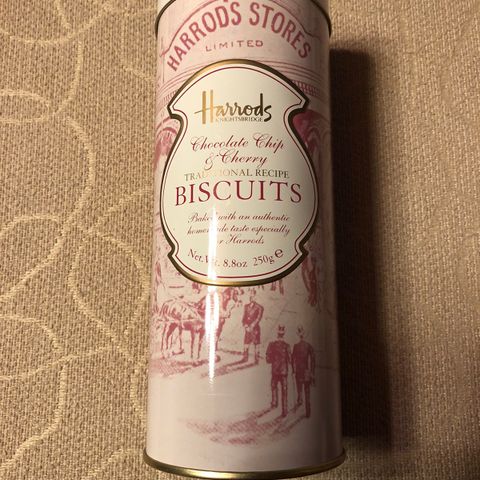 HARROD'S STORES
LIMITED
Harrods
KNIGHTSBRIDGE
Chocolate Chip
& Cherry
TRADITIONAL RECIPE
BISCUITS
Baked with an authentic
homemade taste especially
for Harrods
Net. Wt. 8.8oz 250g ℮